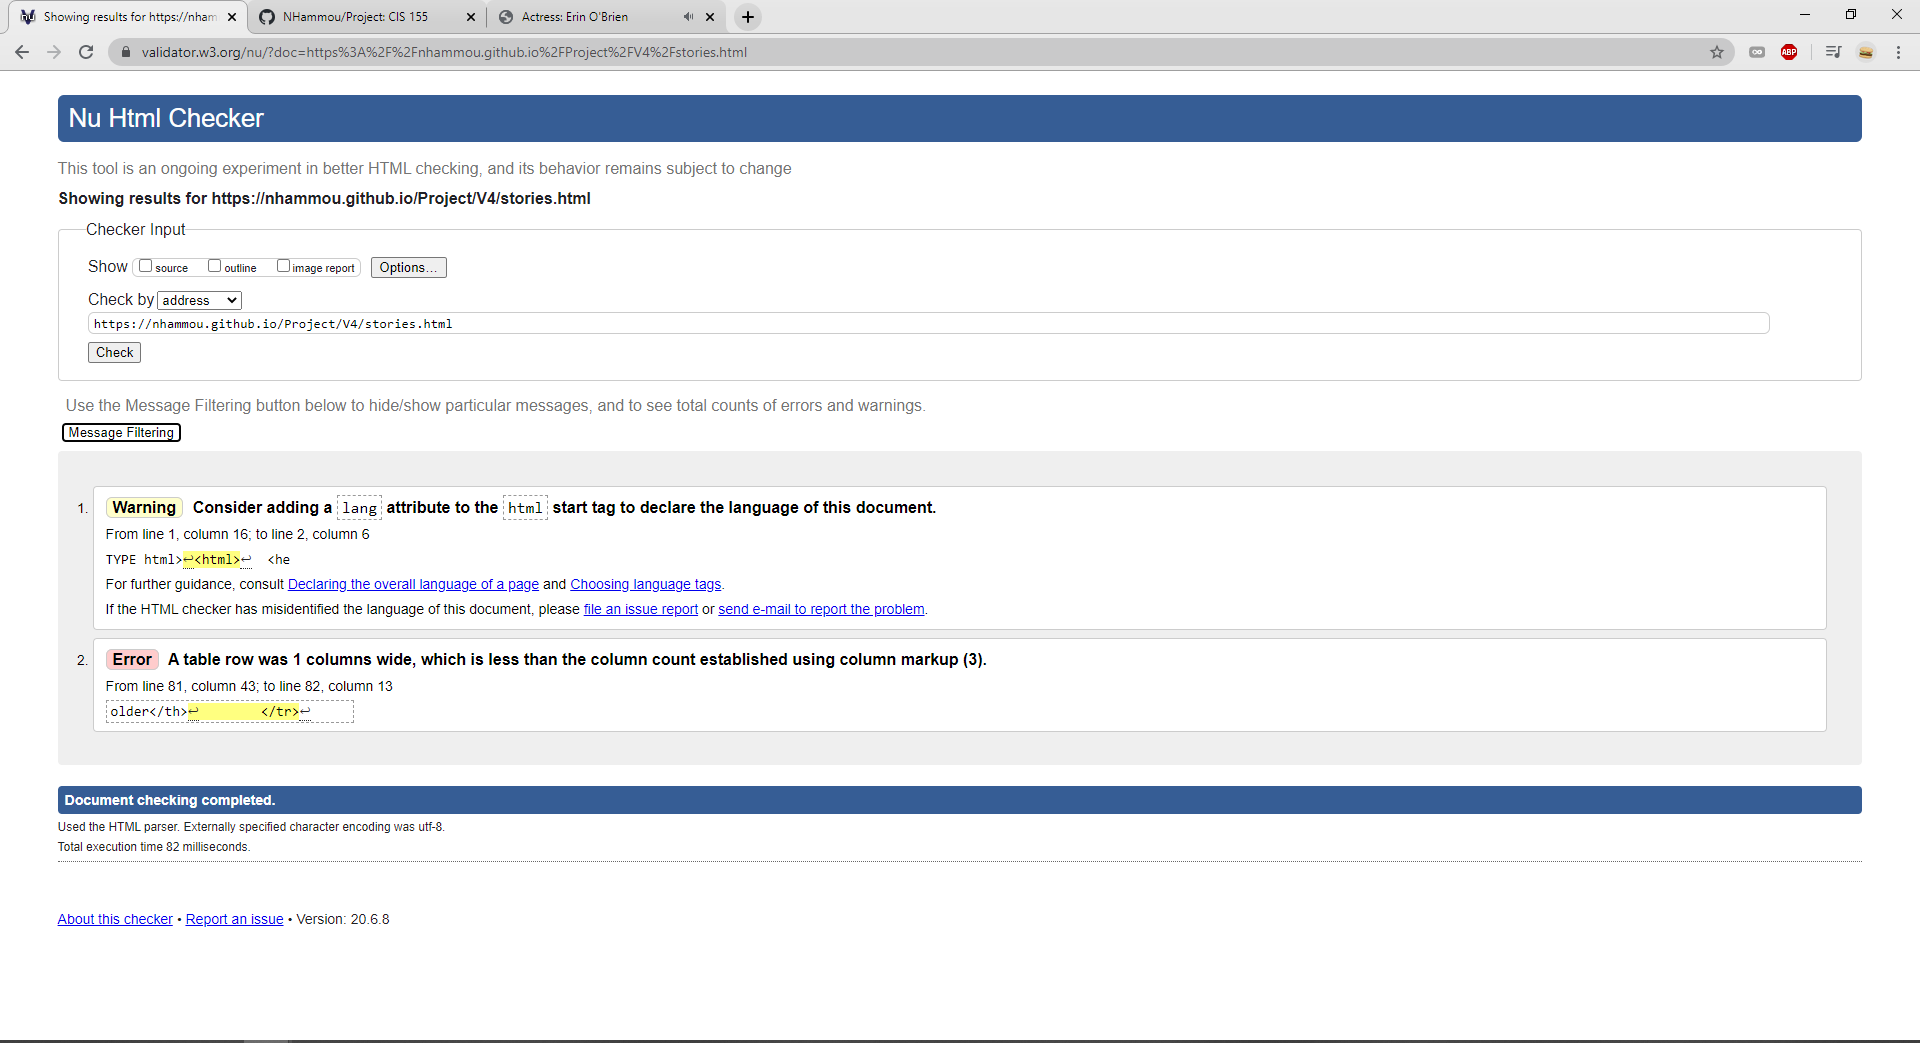 Showing results for https://nham
NHammou/Project: CIS 155
Actress: Erin O'Brien
validator.w3.org/nu/?doc=https%3A%2F%2Fnhammou.github.io%2FProject%2FV4%2Fstories.html
ABP
Nu Html Checker
This tool is an ongoing experiment in better HTML checking, and its behavior remains subject to change
Showing results for https://nhammou.github.io/Project/V4/stories.html
Checker Input
Show source outline image report Options...
Check by address
https://nhammou.github.io/Project/V4/stories.html
Check
Use the Message Filtering button below to hide/show particular messages, and to see total counts of errors and warnings.
Message Filtering
1. Warning Consider adding a lang attribute to the html start tag to declare the language of this document.
From line 1, column 16; to line 2, column 6
TYPE html>↩<html>↩  <he
For further guidance, consult Declaring the overall language of a page and Choosing language tags.
If the HTML checker has misidentified the language of this document, please file an issue report or send e-mail to report the problem.
2. Error A table row was 1 columns wide, which is less than the column count established using column markup (3).
From line 81, column 43; to line 82, column 13
older</th>↩        </tr>↩
Document checking completed.
Used the HTML parser. Externally specified character encoding was utf-8.
Total execution time 82 milliseconds.
About this checker • Report an issue • Version: 20.6.8